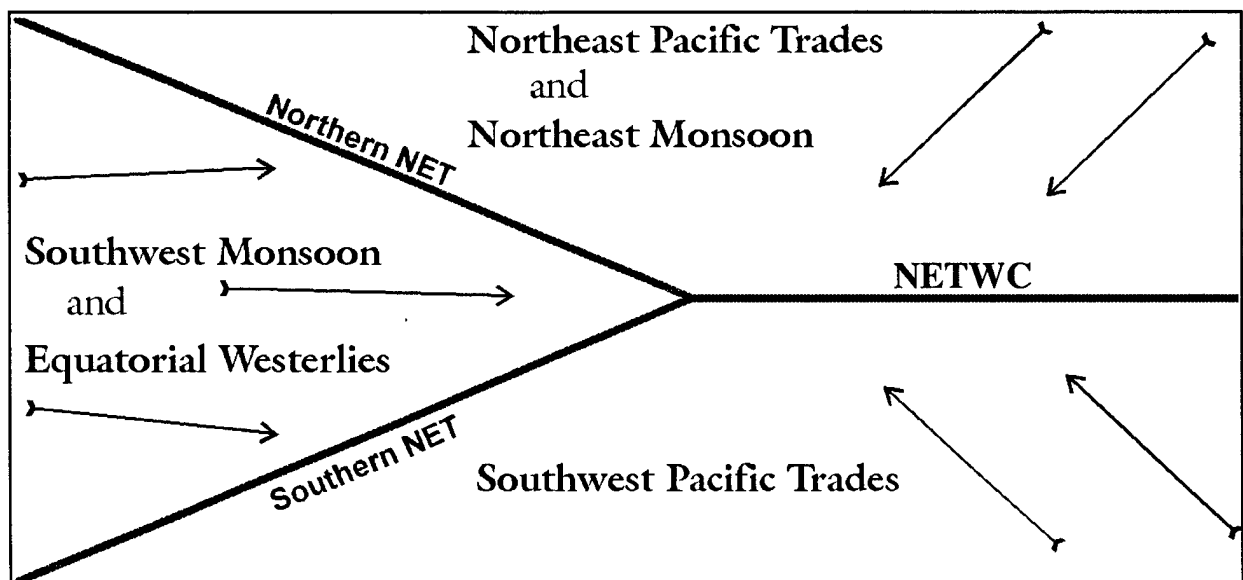 Northeast Pacific Trades
and
Northeast Monsoon
Northern NET
Southwest Monsoon
and
Equatorial Westerlies
NETWC
Southern NET
Southwest Pacific Trades